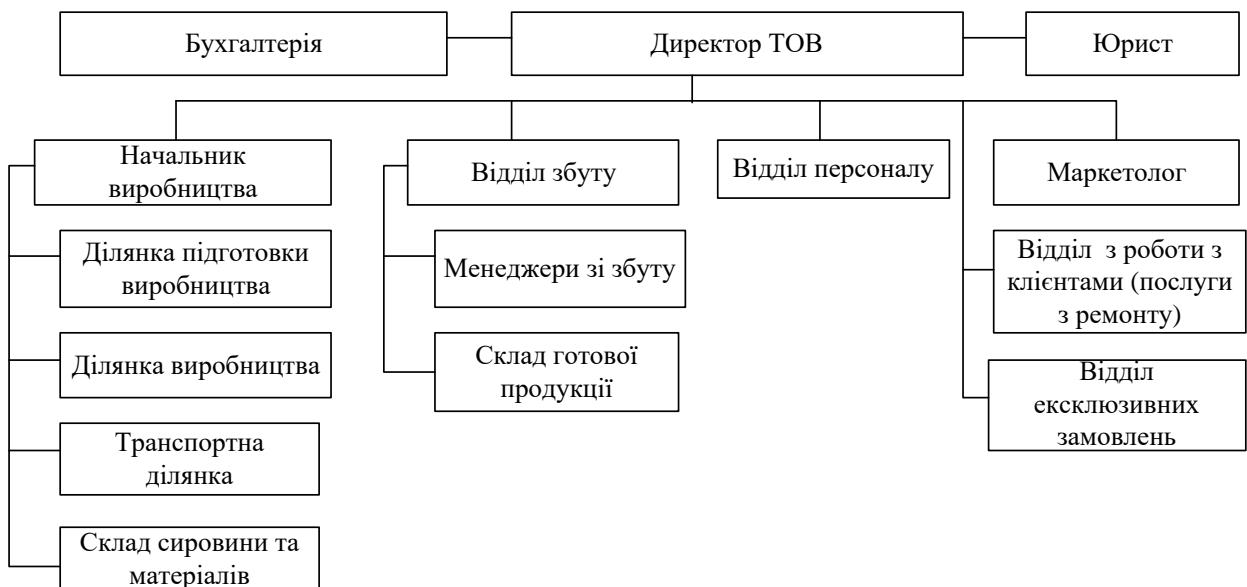 Бухгалтерія
Директор ТОВ
Юрист
Начальник
виробництва
Відділ збуту
Відділ персоналу
Маркетолог
Ділянка підготовки
виробництва
Менеджери зі збуту
Відділ з роботи з
клієнтами (послуги
з ремонту)
Ділянка виробництва
Склад готової
продукції
Відділ
ексклюзивних
замовлень
Транспортна
ділянка
Склад сировини та
матеріалів